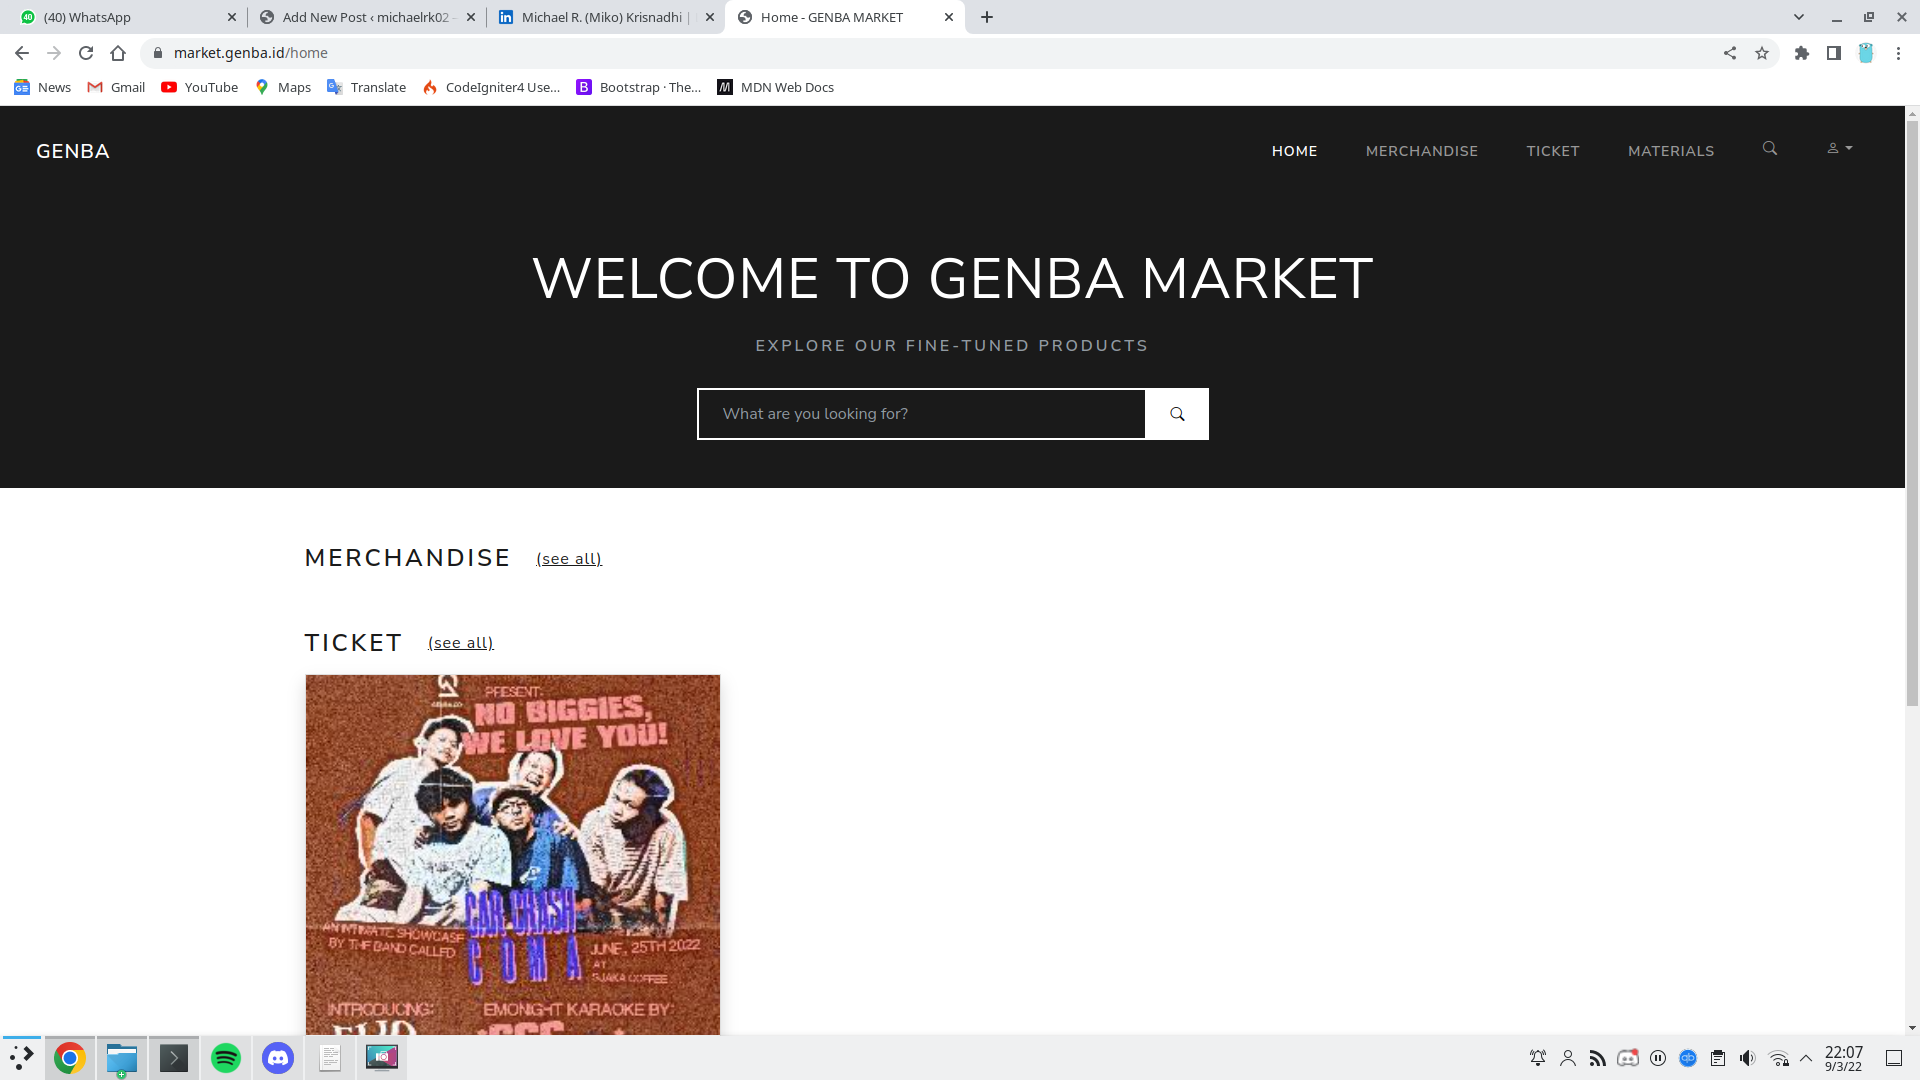 (40) WhatsApp
Add New Post ‹ michaelrk02 –
Michael R. (Miko) Krisnadhi |
Home - GENBA MARKET
market.genba.id/home
News
Gmail
YouTube
Maps
Translate
CodeIgniter4 Use...
Bootstrap · The...
MDN Web Docs
GENBA
HOME
MERCHANDISE
TICKET
MATERIALS
WELCOME TO GENBA MARKET
EXPLORE OUR FINE-TUNED PRODUCTS
What are you looking for?
MERCHANDISE (see all)
TICKET (see all)
PRESENT:
NO BIGGIES,
WE LOVE YOU!
CAR CRASH
COMA
AN INTIMATE SHOWCASE
BY THE BAND CALLED
JUNE, 25TH 2022
AT
COFFEE
INTRODUCING:
EMONIGHT KARAOKE BY:
22:07
9/3/22